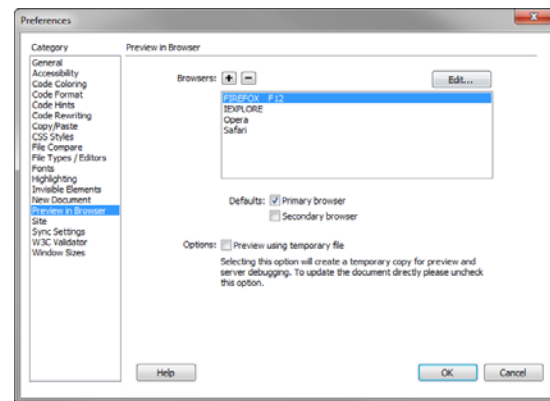 Preferences
Category
Preview in Browser
General
Accessibility
Code Coloring
Code Format
Code Hints
Code Rewriting
Copy/Paste
CSS Styles
File Compare
File Types / Editors
Fonts
Highlighting
Invisible Elements
New Document
Preview in Browser
Site
Sync Settings
W3C Validator
Window Sizes
Browsers:
Edit...
FIREFOX F12
IEXPLORE
Opera
Safari
Defaults: Primary browser
Secondary browser
Options: Preview using temporary file
Selecting this option will create a temporary copy for preview and
server debugging. To update the document directly please uncheck
this option.
Help
OK
Cancel